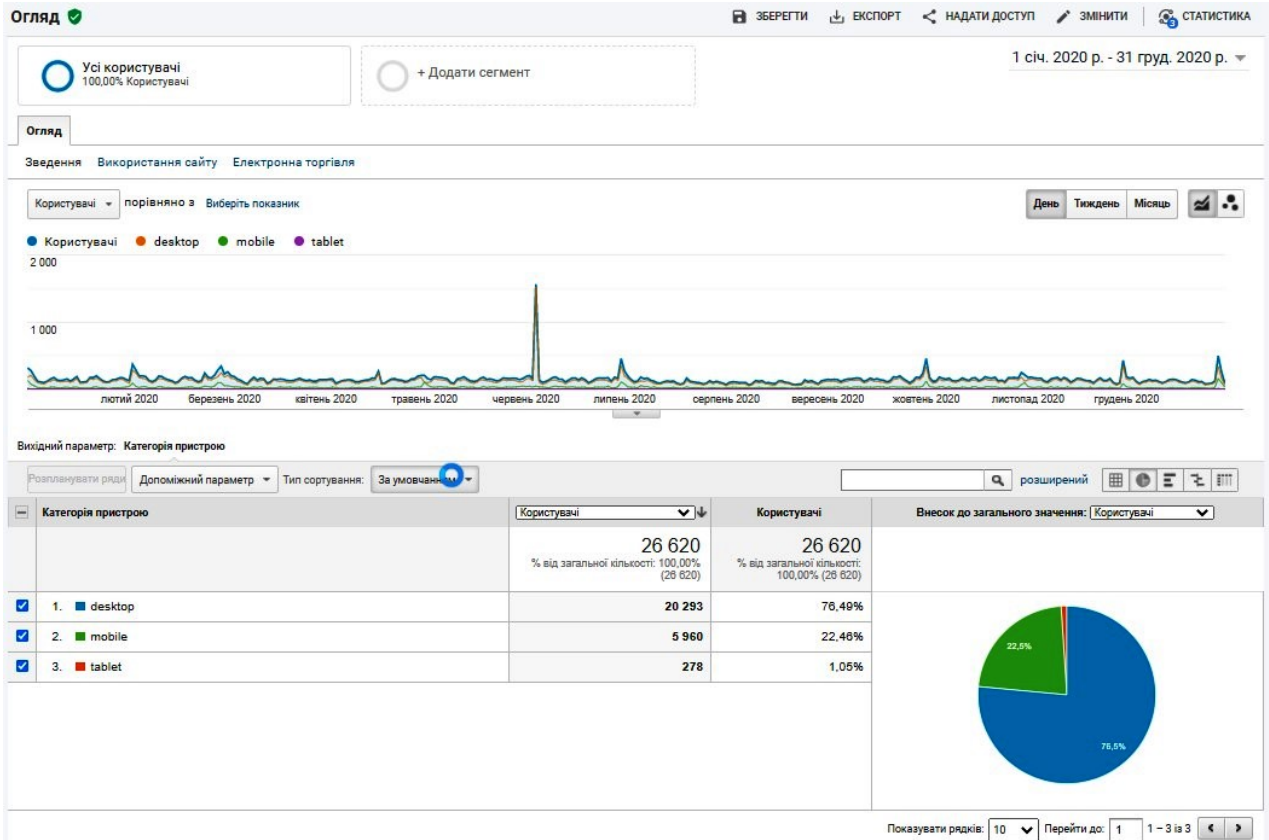 Огляд
ЗБЕРЕГТИ ЕКСПОРТ НАДАТИ ДОСТУП ЗМІНИТИ 3 СТАТИСТИКА
Усі користувачі
100,00% Користувачі
+ Додати сегмент
1 січ. 2020 р. - 31 груд. 2020 р.
Огляд
Зведення Використання сайту Електронна торгівля
Користувачі порівняно з Виберіть показник
День Тиждень Місяць
Користувачі desktop mobile tablet
2 000
1 000
лютий 2020 березень 2020 квітень 2020 травень 2020 червень 2020 липень 2020 серпень 2020 вересень 2020 жовтень 2020 листопад 2020 грудень 2020
Вихідний параметр: Категорія пристрою
Розпланувати ряди Допоміжний параметр Тип сортування: За умовчанням розширений
Категорія пристрою Користувачі Користувачі Внесок до загального значення: Користувачі
26 620 26 620
% від загальної кількості: 100,00% % від загальної кількості:
(26 620) 100,00% (26 620)
1. desktop 20 293 76,49%
2. mobile 5 960 22,46%
3. tablet 278 1,05%
22,5%
76,5%
Показувати рядків: 10 Перейти до: 1 1 – 3 із 3